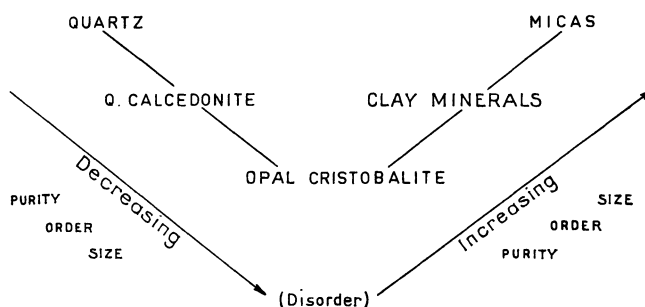 QUARTZ
MICAS
Q. CALCEDONITE
CLAY MINERALS
OPAL CRISTOBALITE
Decreasing
PURITY
ORDER
SIZE
Increasing
SIZE
ORDER
PURITY
(Disorder)